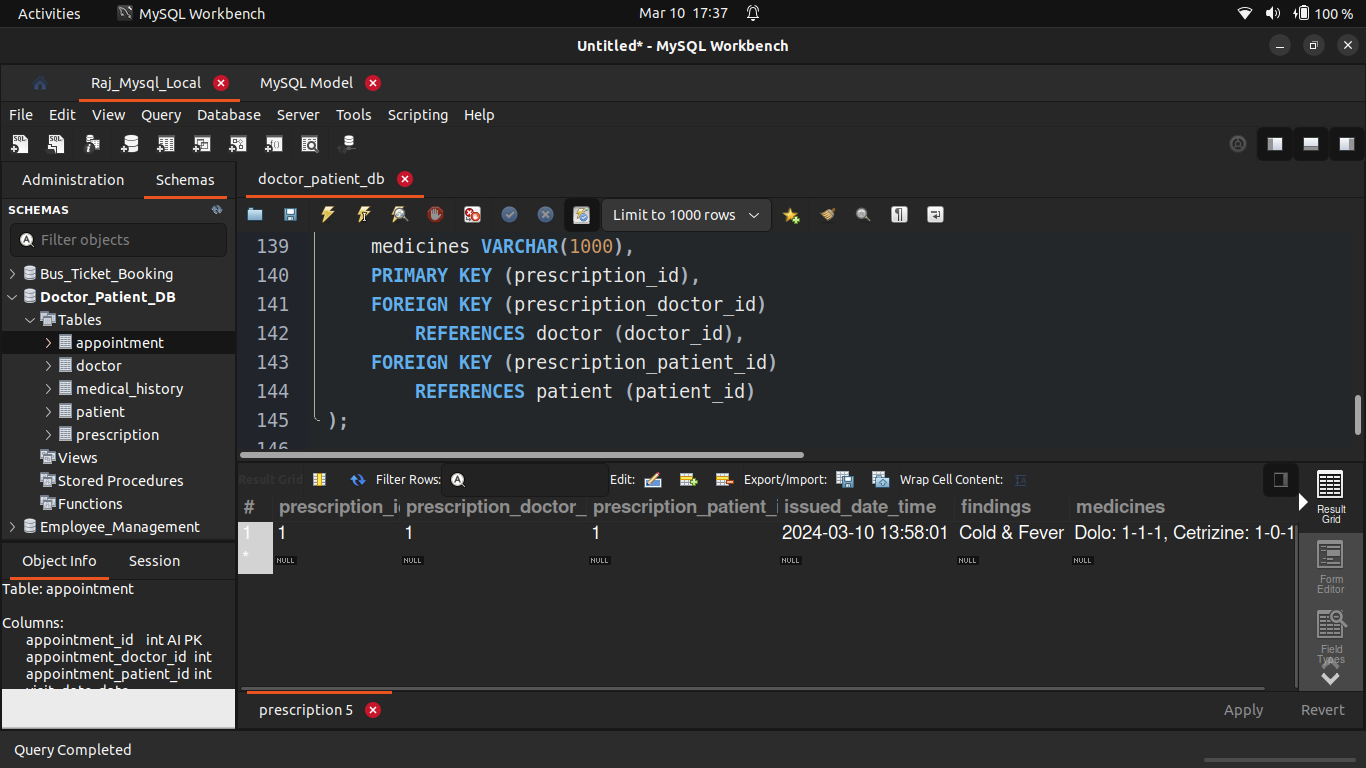 Activities MySQL Workbench Mar 10 17:37 100 %
Untitled* - MySQL Workbench
Raj_Mysql_Local MySQL Model
File Edit View Query Database Server Tools Scripting Help
Administration Schemas
doctor_patient_db
SCHEMAS
Limit to 1000 rows
Filter objects
Bus_Ticket_Booking
Doctor_Patient_DB
Tables
appointment
doctor
medical_history
patient
prescription
Views
Stored Procedures
Functions
Employee_Management
139 medicines VARCHAR(1000),
140 PRIMARY KEY (prescription_id),
141 FOREIGN KEY (prescription_doctor_id)
142 REFERENCES doctor (doctor_id),
143 FOREIGN KEY (prescription_patient_id)
144 REFERENCES patient (patient_id)
145 );
146
Result Grid Filter Rows: Edit: Export/Import: Wrap Cell Content:
# prescription_i prescription_doctor_ prescription_patient_ issued_date_time findings medicines
1 1 1 1 2024-03-10 13:58:01 Cold & Fever Dolo: 1-1-1, Cetrizine: 1-0-1
* NULL NULL NULL NULL NULL NULL
Result
Grid
Form
Editor
Field
Types
Object Info Session
Table: appointment
Columns:
appointment_id int AI PK
appointment_doctor_id int
appointment_patient_id int
visit_date date
prescription 5 Apply Revert
Query Completed